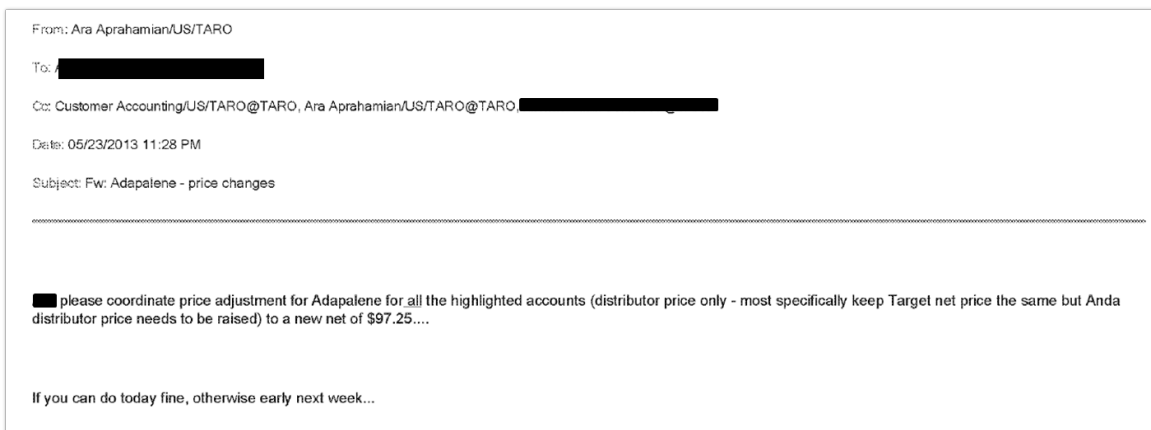 From: Ara Aprahamian/US/TARO
To:
Cc: Customer Accounting/US/TARO@TARO, Ara Aprahamian/US/TARO@TARO,
Date: 05/23/2013 11:28 PM
Subject: Fw: Adapalene - price changes
please coordinate price adjustment for Adapalene for all the highlighted accounts (distributor price only - most specifically keep Target net price the same but Anda
distributor price needs to be raised) to a new net of $97.25....
If you can do today fine, otherwise early next week...